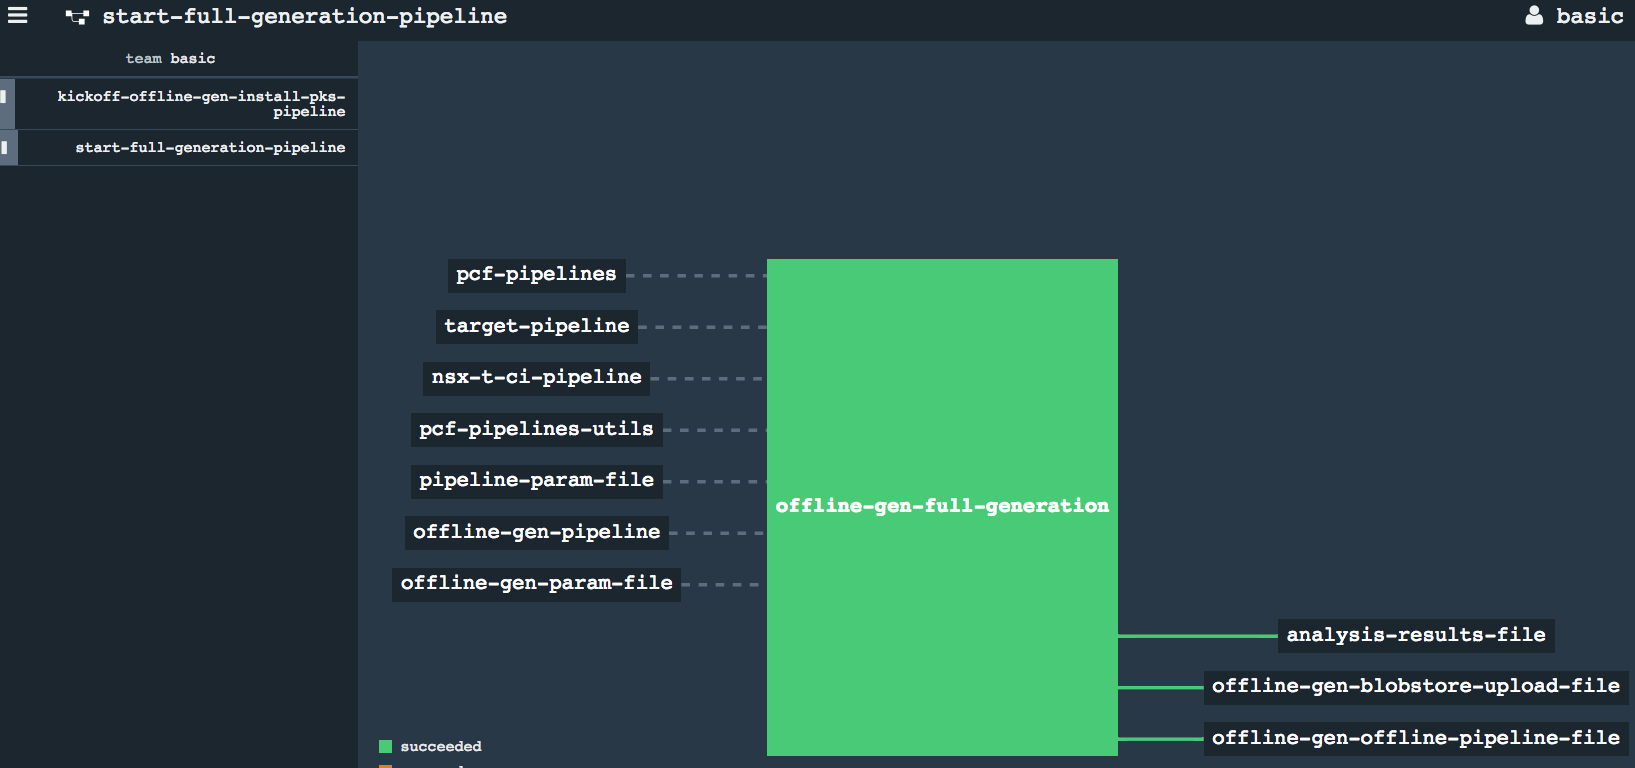 start-full-generation-pipeline
basic
team basic
kickoff-offline-gen-install-pks-
pipeline
start-full-generation-pipeline
pcf-pipelines
target-pipeline
nsx-t-ci-pipeline
pcf-pipelines-utils
pipeline-param-file
offline-gen-pipeline
offline-gen-param-file
offline-gen-full-generation
analysis-results-file
offline-gen-blobstore-upload-file
offline-gen-offline-pipeline-file
succeeded